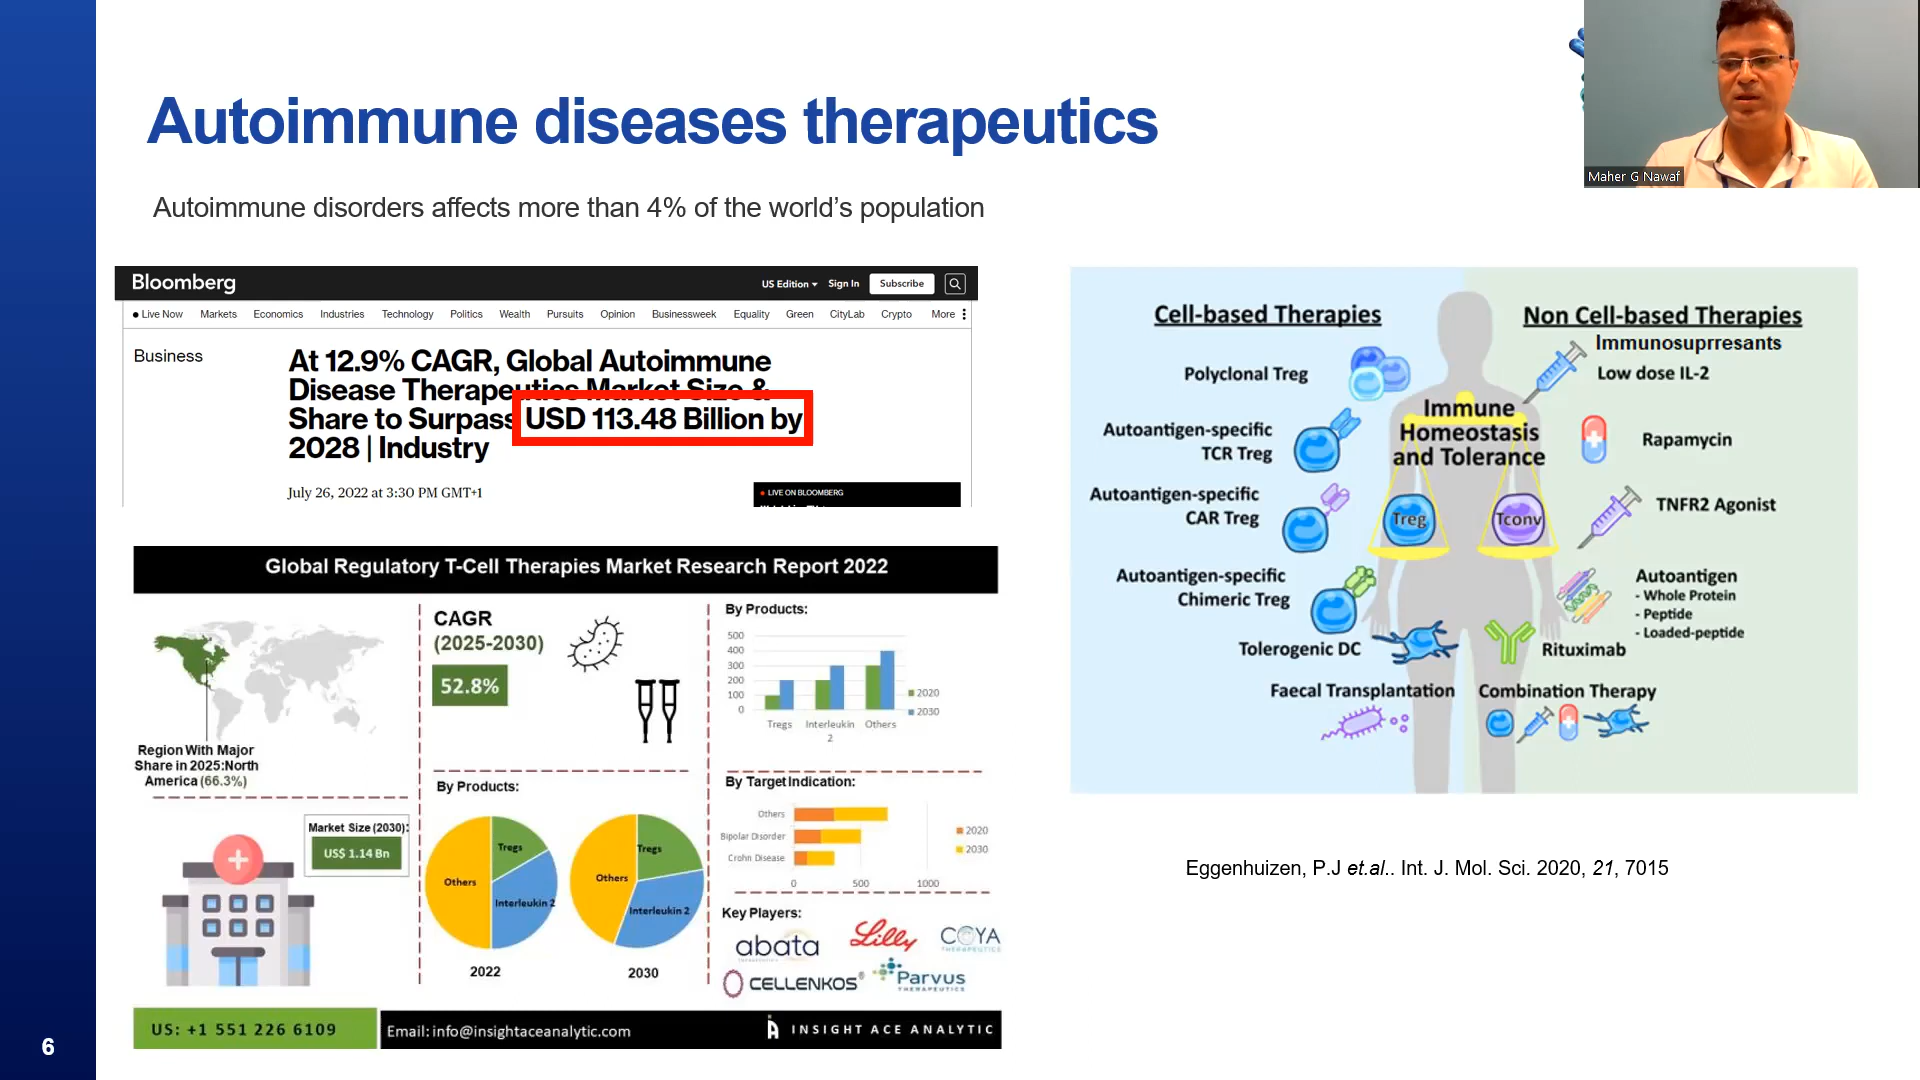 Autoimmune diseases therapeutics
Maher G Nawaf
Autoimmune disorders affects more than 4% of the world's population
Bloomberg
US Edition
Sign In
Subscribe
Live Now
Markets
Economics
Industries
Technology
Politics
Wealth
Pursuits
Opinion
Businessweek
Equality
Green
CityLab
Crypto
More
Business
At 12.9% CAGR, Global Autoimmune
Disease Therapeutics Market Size &
Share to Surpass USD 113.48 Billion by
2028 | Industry
July 26, 2022 at 3:30 PM GMT+1
LIVE ON BLOOMBERG
Global Regulatory T-Cell Therapies Market Research Report 2022
Region With Major
Share in 2025:North
America (66.3%)
CAGR
(2025-2030)
52.8%
By Products:
500
400
300
200
100
0
Tregs
Interleukin
2
Others
2020
2030
Market Size (2030):
US$ 1.14 Bn
By Products:
Tregs
Others
Interleukin 2
2022
Tregs
Others
Interleukin 2
2030
By Target Indication:
Others
Bipolar Disorder
Crohn Disease
0
500
1000
2020
2030
Key Players:
abata
Lilly
COYA
THERAPEUTICS
CELLENKOS®
Parvus
THERAPEUTICS
US: +1 551 226 6109
Email: info@insightaceanalytic.com
INSIGHT ACE ANALYTIC
Cell-based Therapies
Polyclonal Treg
Autoantigen-specific
TCR Treg
Autoantigen-specific
CAR Treg
Autoantigen-specific
Chimeric Treg
Tolerogenic DC
Faecal Transplantation
Immune
Homeostasis
and Tolerance
Treg
Tconv
Non Cell-based Therapies
Immunosuprresants
Low dose IL-2
Rapamycin
TNFR2 Agonist
Autoantigen
- Whole Protein
- Peptide
- Loaded-peptide
Rituximab
Combination Therapy
Eggenhuizen, P.J et.al.. Int. J. Mol. Sci. 2020, 21, 7015
6